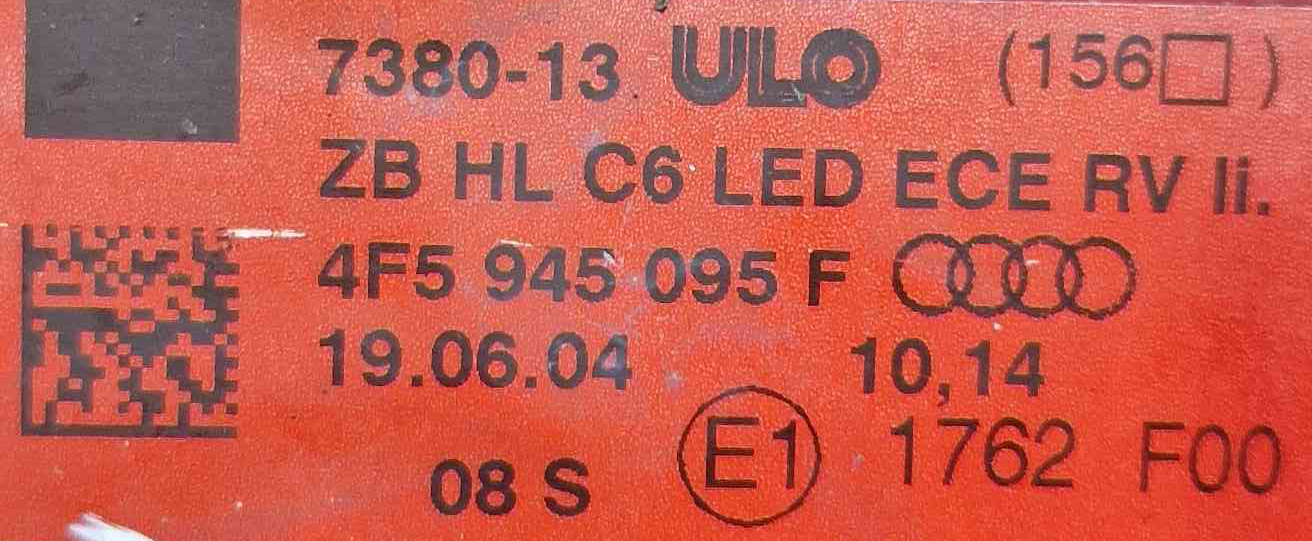 7380-13 ULO (156□)
ZB HL C6 LED ECE RV li.
4F5 945 095 F
19.06.04 10,14
08 S E1 1762 F00